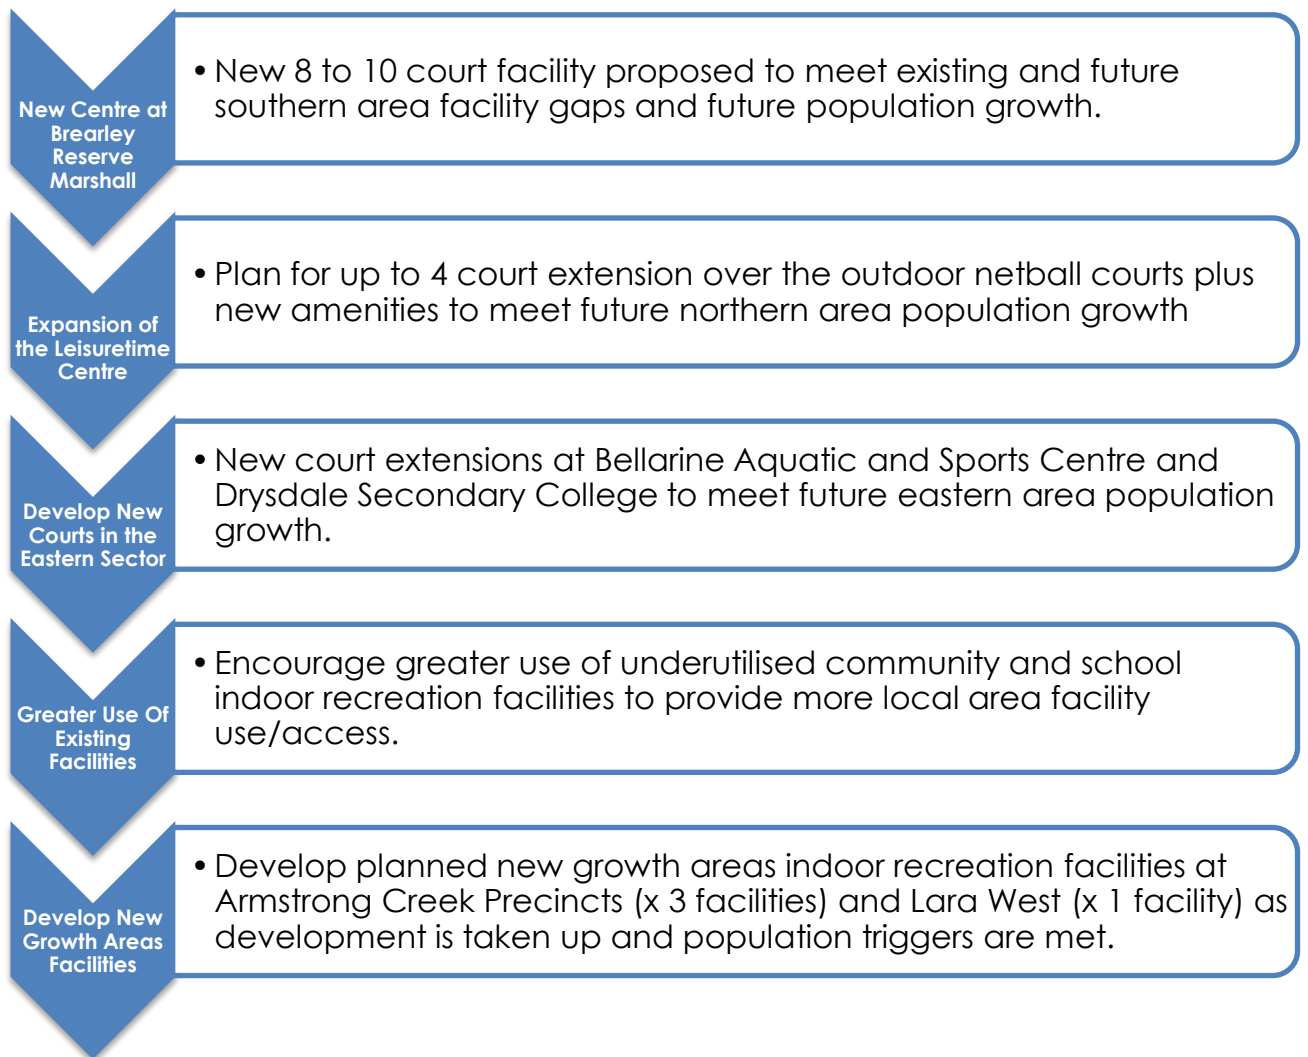 New Centre at
Brearley
Reserve
Marshall
• New 8 to 10 court facility proposed to meet existing and future
southern area facility gaps and future population growth.
Expansion of
the Leisuretime
Centre
• Plan for up to 4 court extension over the outdoor netball courts plus
new amenities to meet future northern area population growth
Develop New
Courts in the
Eastern Sector
• New court extensions at Bellarine Aquatic and Sports Centre and
Drysdale Secondary College to meet future eastern area population
growth.
Greater Use Of
Existing
Facilities
• Encourage greater use of underutilised community and school
indoor recreation facilities to provide more local area facility
use/access.
Develop New
Growth Areas
Facilities
• Develop planned new growth areas indoor recreation facilities at
Armstrong Creek Precincts (x 3 facilities) and Lara West (x 1 facility) as
development is taken up and population triggers are met.